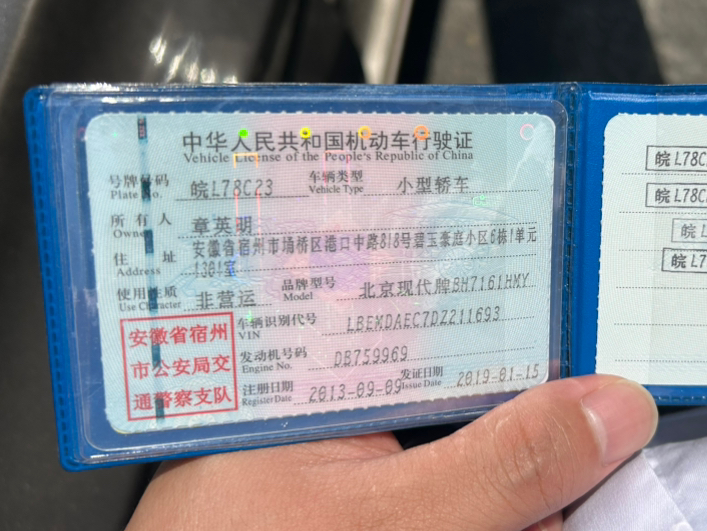 中华人民共和国机动车行驶证
Vehicle License of the People's Republic of China
号牌号码 皖L78C23 车辆类型 小型轿车
Plate No. Vehicle Type
所有人 章英明
Owner
住址 安徽省宿州市埇桥区港口中路818号碧玉豪庭小区6栋1单元
Address 1301室
使用性质 非营运 品牌型号 北京现代牌BH7161HMY
Use Character Model
安徽省宿州
市公安局交
通警察支队
车辆识别代号 LBEMDAEC7DZ211693
VIN
发动机号码 DB759969
Engine No.
注册日期 2013-09-09 发证日期 2019-01-15
Register Date Issue Date
皖L78C
皖L78C
皖L
皖L7